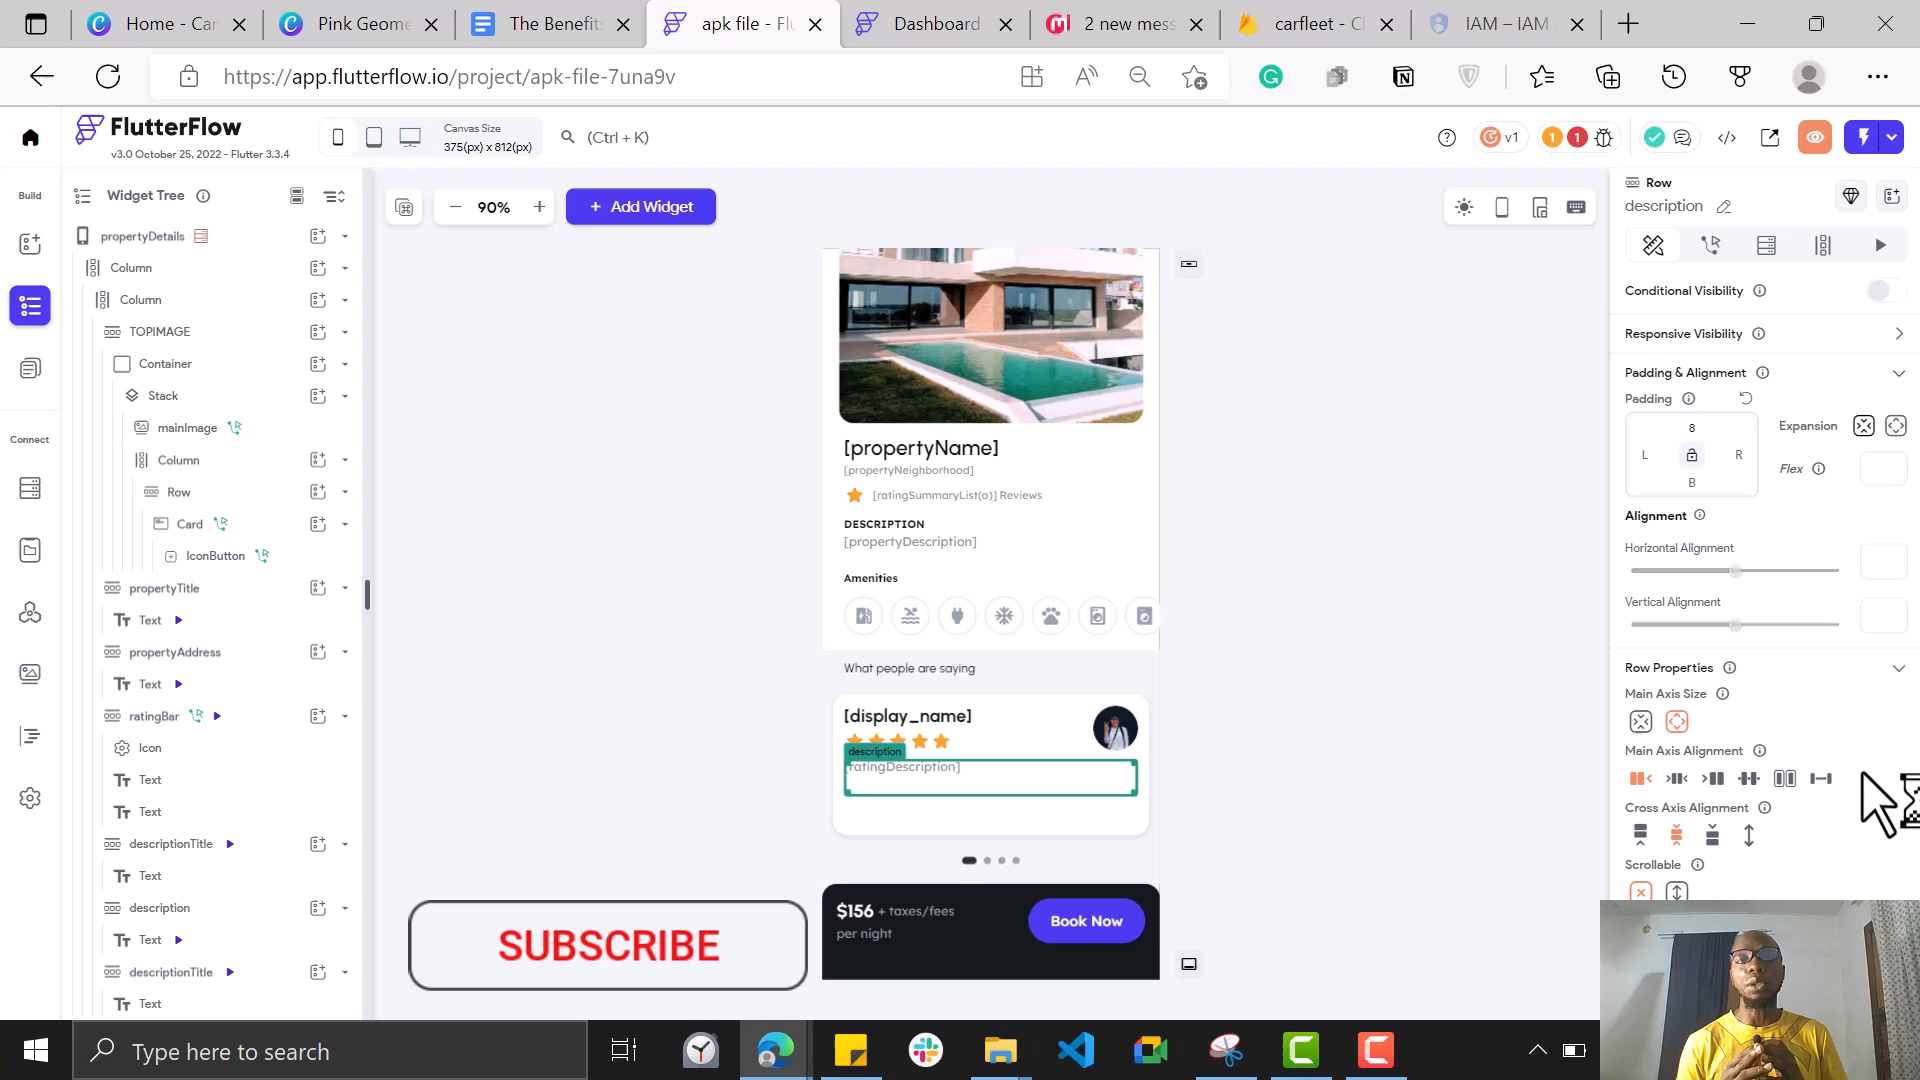 Home - Can
Pink Geome
The Benefit
apk file - Flu
Dashboard
2 new mess
carfleet - Cl
IAM – IAM
https://app.flutterflow.io/project/apk-file-7una9v
FlutterFlow
v3.0 October 25, 2022 - Flutter 3.3.4
Canvas Size
375(px) x 812(px)
(Ctrl + K)
v1
1
1
Build
Connect
Widget Tree
propertyDetails
Column
Column
TOPIMAGE
Container
Stack
mainImage
Column
Row
Card
IconButton
propertyTitle
Text
propertyAddress
Text
ratingBar
Icon
Text
Text
descriptionTitle
Text
description
Text
descriptionTitle
Text
90%
+ Add Widget
[propertyName]
[propertyNeighborhood]
[ratingSummaryList(a)] Reviews
DESCRIPTION
[propertyDescription]
Amenities
What people are saying
[display_name]
description
[ratingDescription]
$156 + taxes/fees
per night
Book Now
SUBSCRIBE
Row
description
Conditional Visibility
Responsive Visibility
Padding & Alignment
Padding
8
L
R
B
Expansion
Flex
Alignment
Horizontal Alignment
Vertical Alignment
Row Properties
Main Axis Size
Main Axis Alignment
Cross Axis Alignment
Scrollable
Type here to search